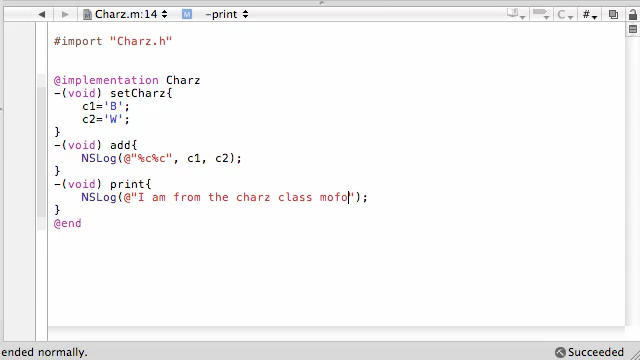 Charz.m:14 M -print C #
#import "Charz.h"
@implementation Charz
-(void) setCharz{
c1='B';
c2='W';
}
-(void) add{
NSLog(@"%c%c", c1, c2);
}
-(void) print{
NSLog(@"I am from the charz class mofo");
}
@end
ended normally. Succeeded